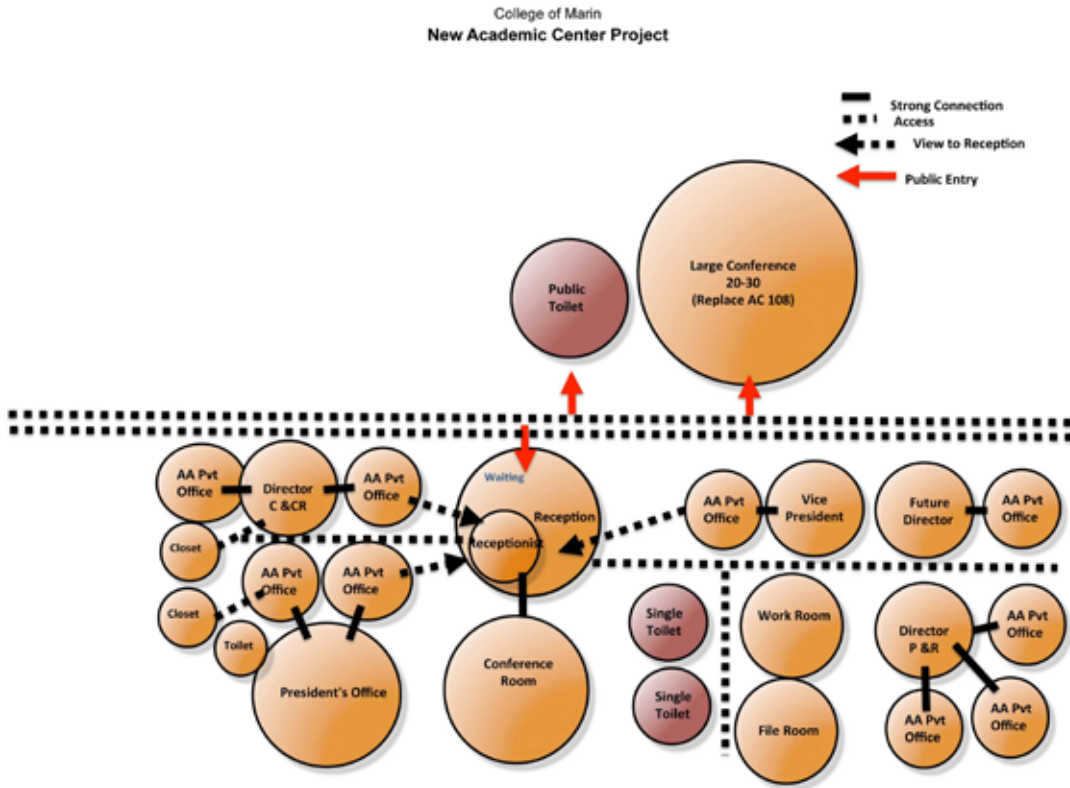 College of Marin
New Academic Center Project
Strong Connection
Access
View to Reception
Public Entry
Large Conference
20-30
(Replace AC 108)
Public
Toilet
AA Pvt
Office
Director
C &CR
AA Pvt
Office
Closet
Waiting
Reception
Receptionist
AA Pvt
Office
Vice
President
Future
Director
AA Pvt
Office
AA Pvt
Office
AA Pvt
Office
Closet
Toilet
President's Office
Conference
Room
Single
Toilet
Single
Toilet
Work Room
File Room
Director
P &R
AA Pvt
Office
AA Pvt
Office
AA Pvt
Office